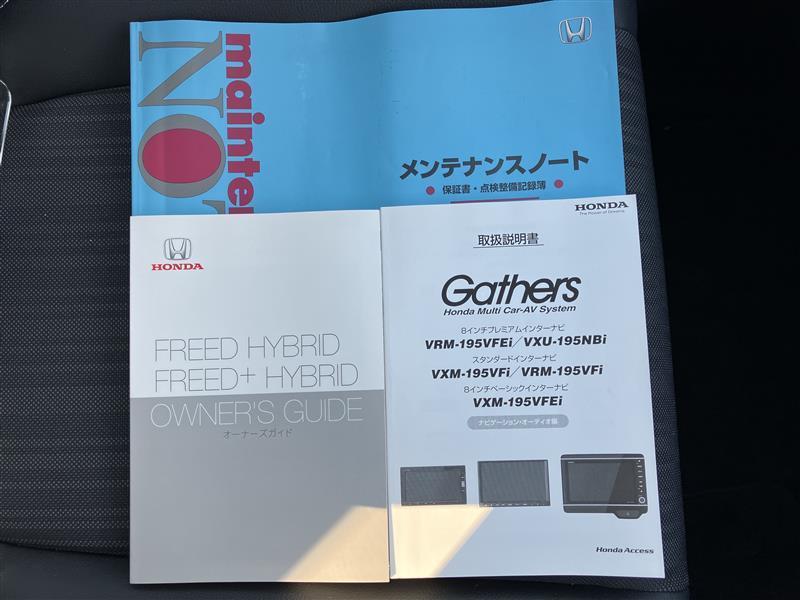 mainte
NO
メンテナンスノート
保証書・点検整備記録簿
HONDA
FREED HYBRID
FREED+ HYBRID
OWNER'S GUIDE
オーナーズガイド
HONDA
The Power of Dreams
取扱説明書
Gathers
Honda Multi Car-AV System
8インチプレミアムインターナビ
VRM-195VFEi/VXU-195NBi
スタンダードインターナビ
VXM-195VFi/VRM-195VFi
8インチベーシックインターナビ
VXM-195VFEi
ナビゲーション・オーディオ編
Honda Access